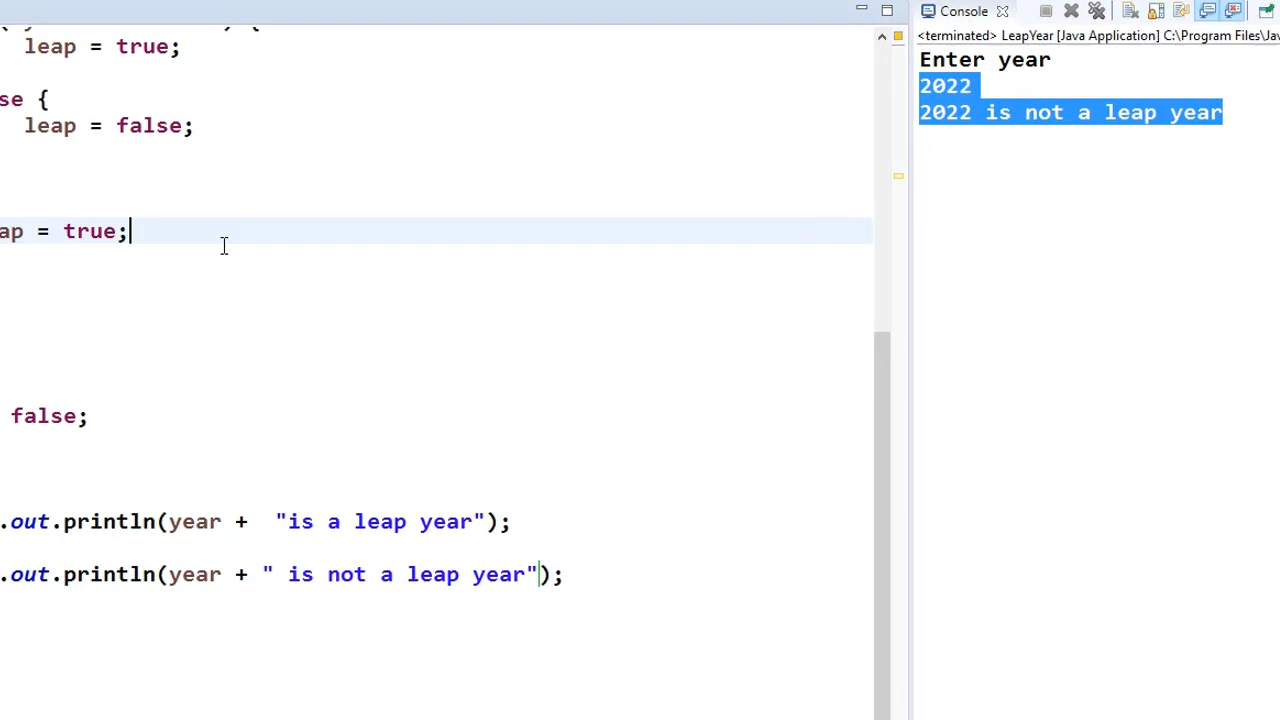 leap = true;
se {
leap = false;
ap = true;
false;
.out.println(year +  "is a leap year");
.out.println(year + " is not a leap year");
Console
<terminated> LeapYear [Java Application] C:\Program Files\Jav
Enter year
2022
2022 is not a leap year